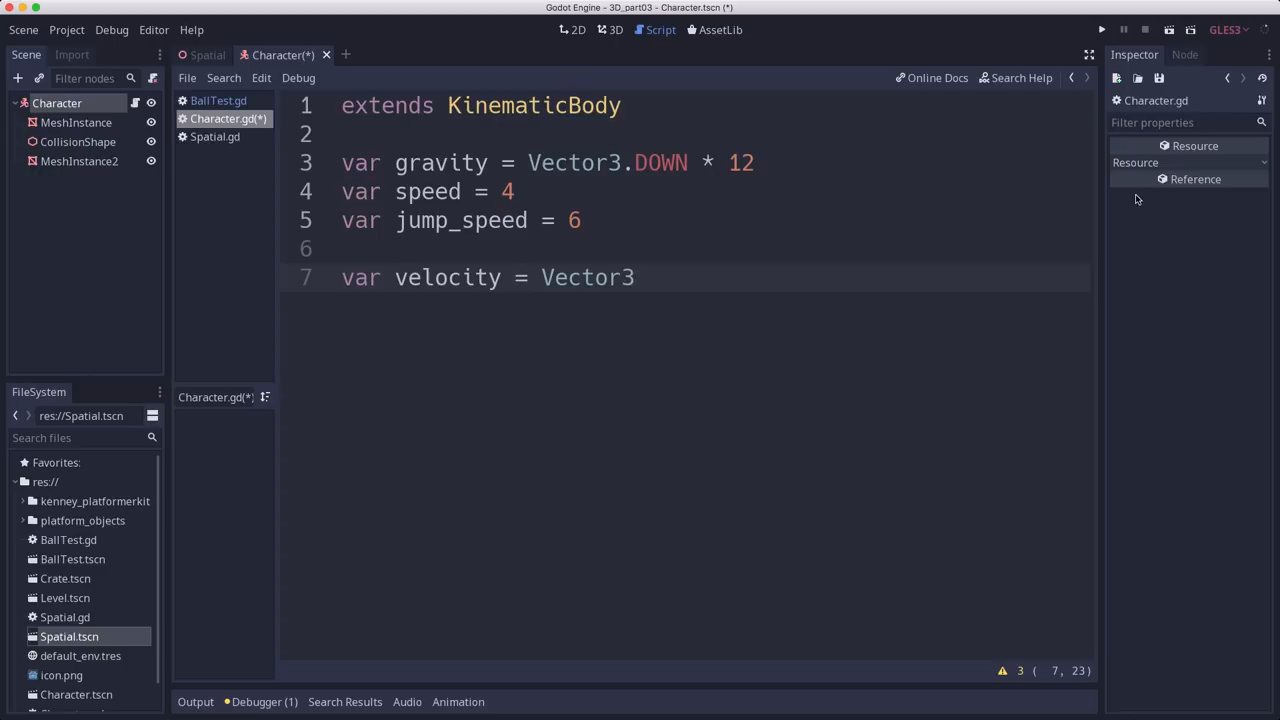 Godot Engine - 3D_part03 - Character.tscn (*)
Scene Project Debug Editor Help
2D 3D Script AssetLib
GLES3
Scene Import
Filter nodes
Character
MeshInstance
CollisionShape
MeshInstance2
FileSystem
res://Spatial.tscn
Search files
Favorites:
res://
kenney_platformerkit
platform_objects
BallTest.gd
BallTest.tscn
Crate.tscn
Level.tscn
Spatial.gd
Spatial.tscn
default_env.tres
icon.png
Character.tscn
Spatial Character(*)
File Search Edit Debug
Online Docs Search Help
BallTest.gd
Character.gd(*)
Spatial.gd
Character.gd(*)
1 extends KinematicBody
2
3 var gravity = Vector3.DOWN * 12
4 var speed = 4
5 var jump_speed = 6
6
7 var velocity = Vector3
3 ( 7, 23)
Output Debugger (1) Search Results Audio Animation
Inspector Node
Character.gd
Filter properties
Resource
Resource
Reference